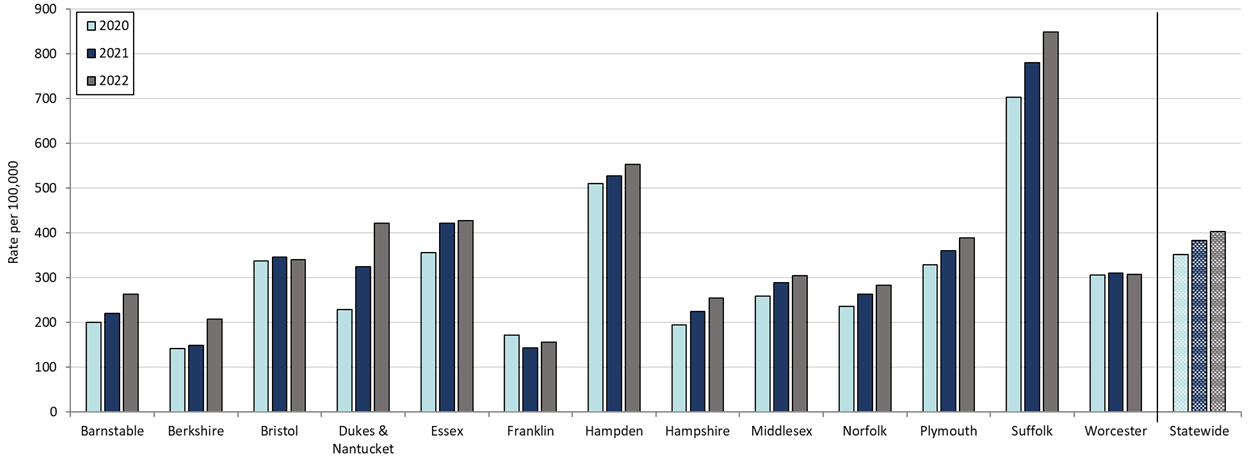 900
800
700
600
500
400
300
200
100
0
Rate per 100,000
2020
2021
2022
Barnstable
Berkshire
Bristol
Dukes &
Nantucket
Essex
Franklin
Hampden
Hampshire
Middlesex
Norfolk
Plymouth
Suffolk
Worcester
Statewide